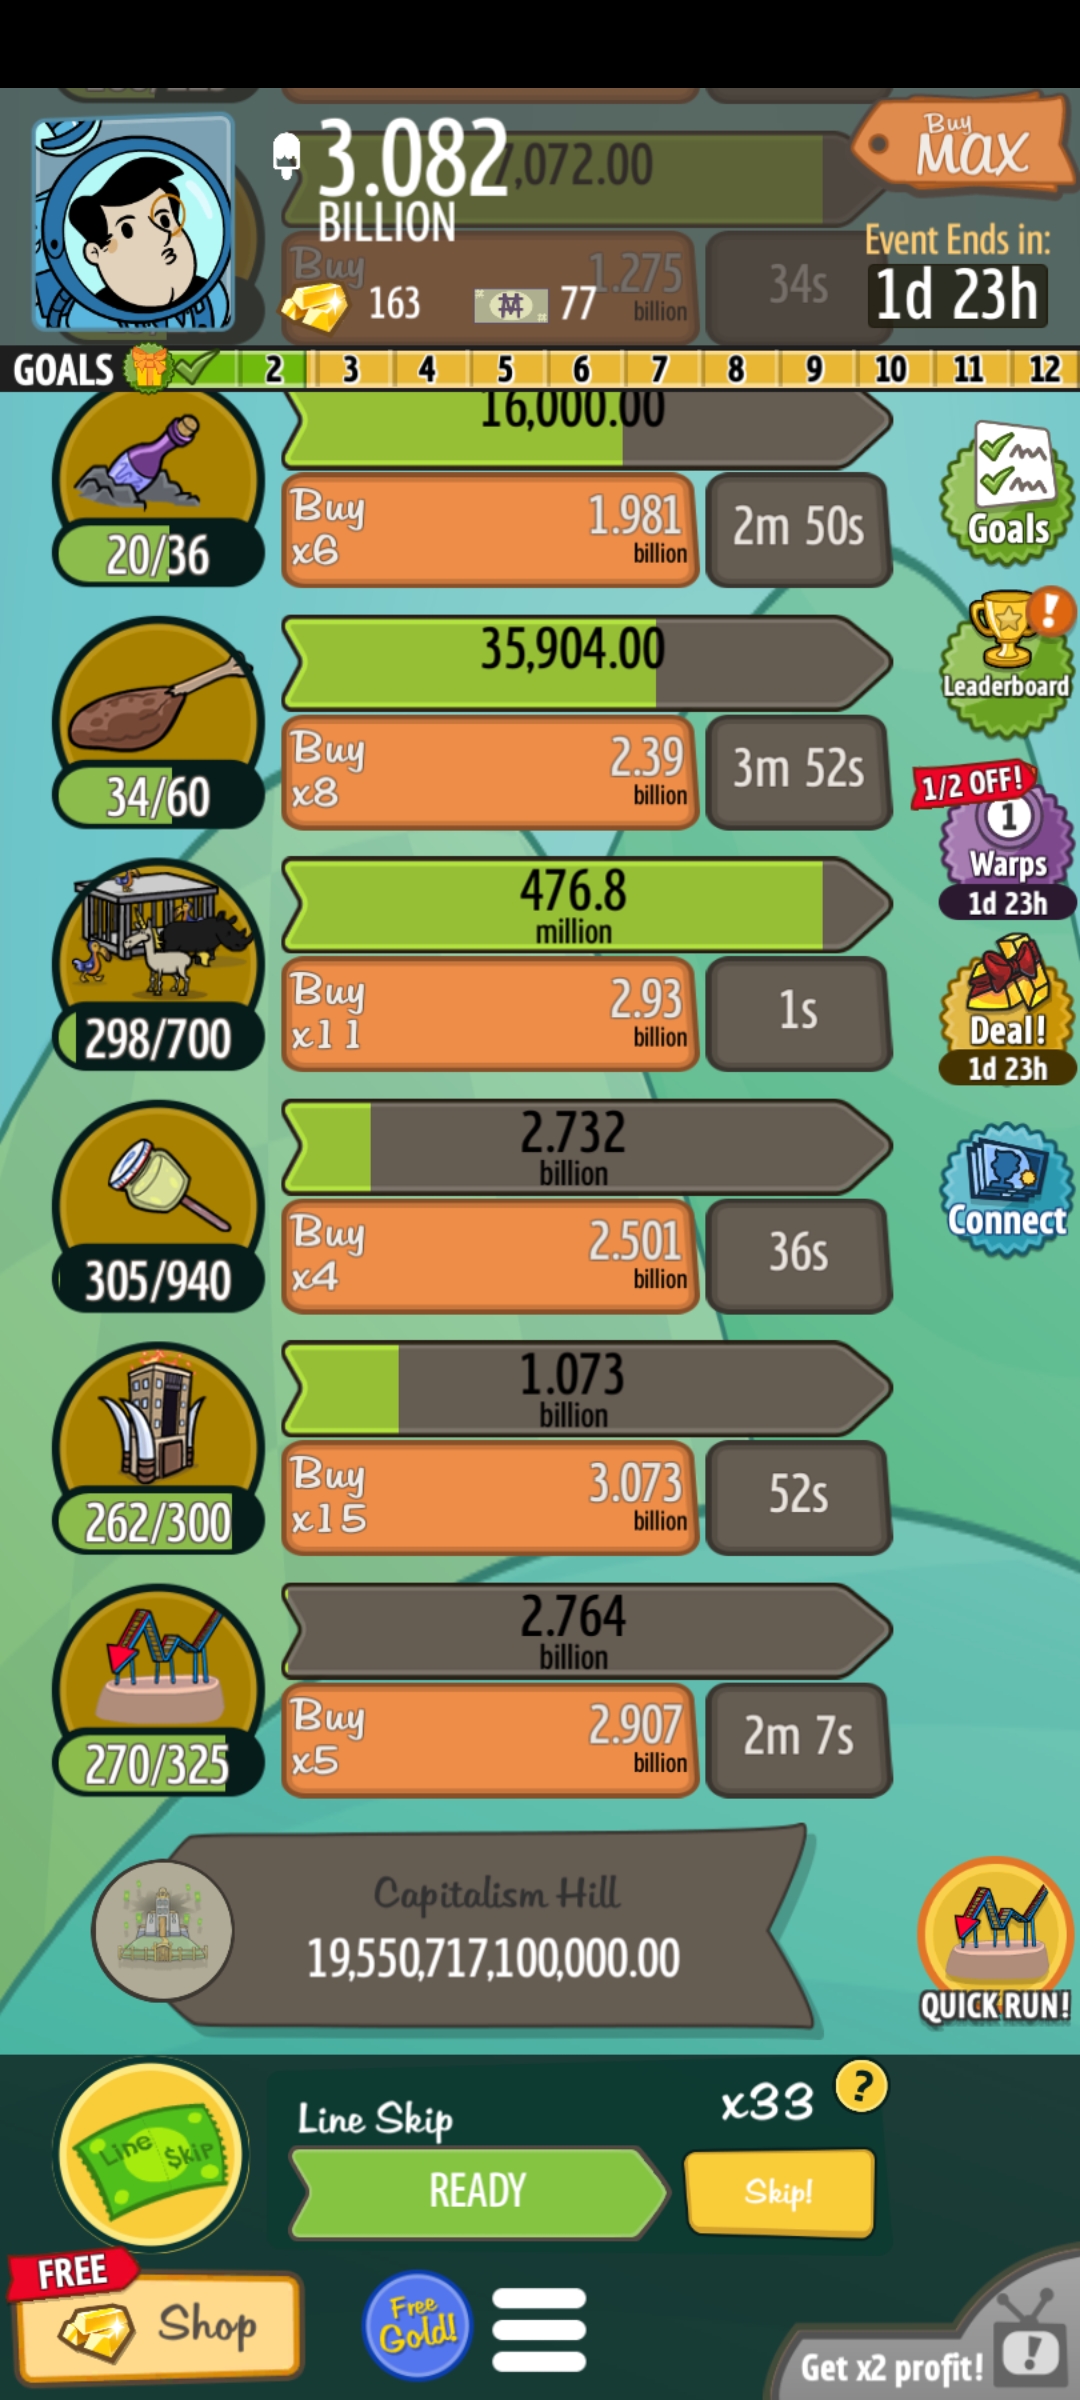 3.082
BILLION
7,072.00
Buy
MAX
Event Ends in:
1d 23h
163
77
Buy
1.275
billion
34s
GOALS
2 3 4 5 6 7 8 9 10 11 12
16,000.00
20/36
Buy
x6
1.981
billion
2m 50s
Goals
35,904.00
34/60
Buy
x8
2.39
billion
3m 52s
Leaderboard
!
1/2 OFF!
1
Warps
1d 23h
476.8
million
298/700
Buy
x11
2.93
billion
1s
Deal!
1d 23h
2.732
billion
305/940
Buy
x4
2.501
billion
36s
Connect
1.073
billion
262/300
Buy
x15
3.073
billion
52s
2.764
billion
270/325
Buy
x5
2.907
billion
2m 7s
Capitalism Hill
19,550,717,100,000.00
QUICK RUN!
Line $kip
Line Skip
x33
?
READY
Skip!
FREE
Shop
Free
Gold!
Get x2 profit!
!